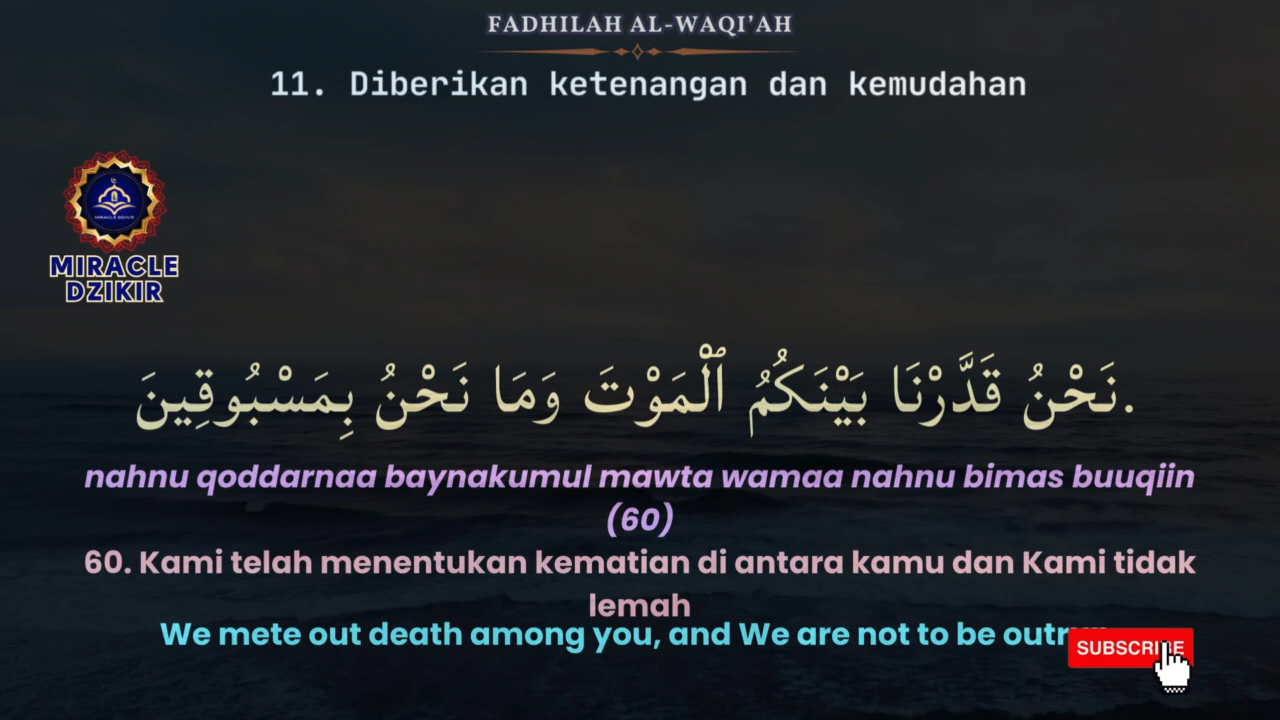 FADHILAH AL-WAQI'AH
11. Diberikan ketenangan dan kemudahan
MIRACLE
DZIKIR
نَحْنُ قَدَّرْنَا بَيْنَكُمُ ٱلْمَوْتَ وَمَا نَحْنُ بِمَسْبُوقِينَ.
nahnu qoddarnaa baynakumul mawta wamaa nahnu bimas buuqiin
(60)
60. Kami telah menentukan kematian di antara kamu dan Kami tidak
lemah
We mete out death among you, and We are not to be
SUBSCRIBE